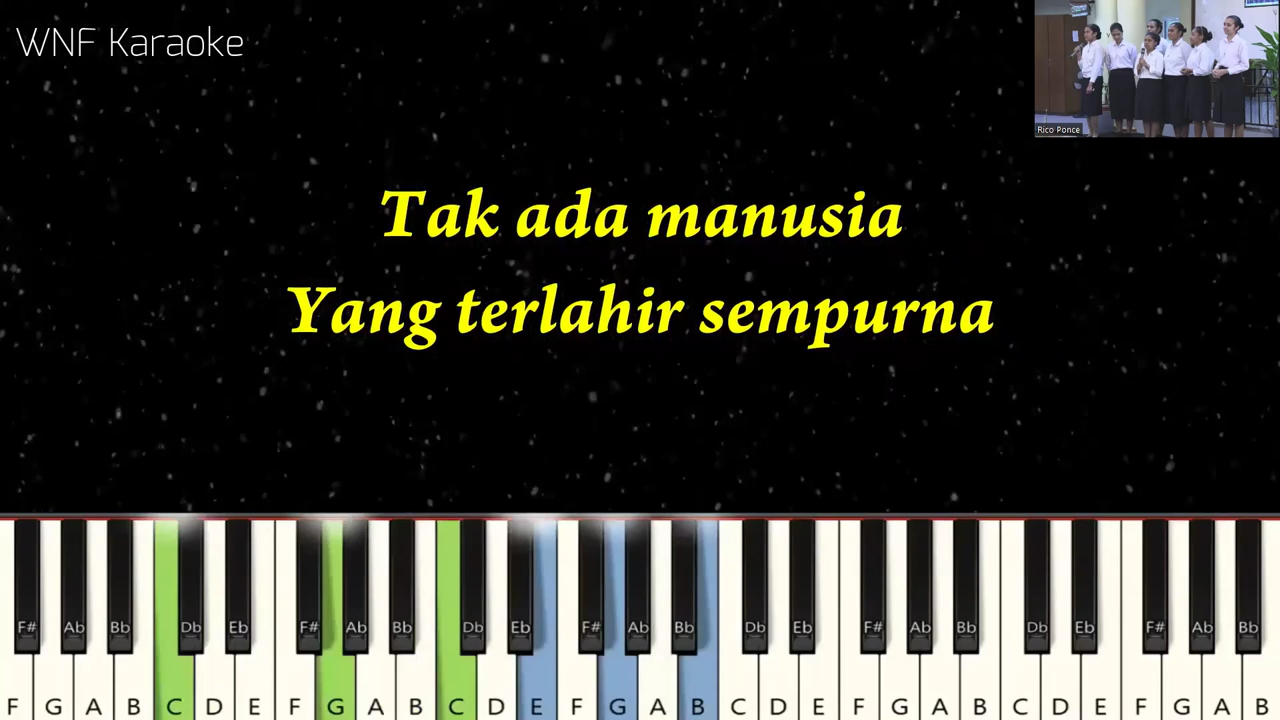 WNF Karaoke
Rico Ponce
Tak ada manusia
Yang terlahir sempurna
F# Ab Bb Db Eb F# Ab Bb Db Eb F# Ab Bb Db Eb F# Ab Bb Db Eb F# Ab Bb
F G A B C D E F G A B C D E F G A B C D E F G A B C D E F G A B